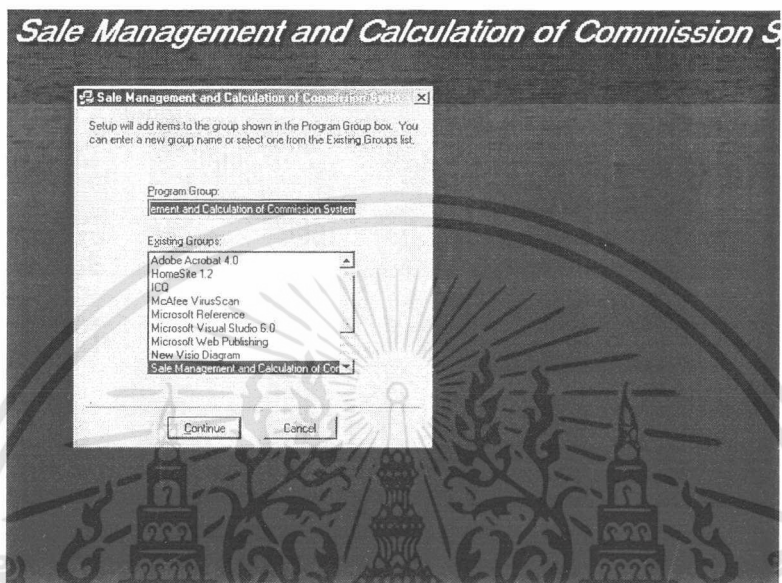 Sale Management and Calculation of Commission S
Sale Management and Calculation of Commission Syste
Setup will add items to the group shown in the Program Group box. You
can enter a new group name or select one from the Existing Groups list.
Program Group:
ement and Calculation of Commission System
Existing Groups:
Adobe Acrobat 4.0
HomeSite 1.2
ICQ
McAfee VirusScan
Microsoft Reference
Microsoft Visual Studio 6.0
Microsoft Web Publishing
New Visio Diagram
Sale Management and Calculation of Con
Continue
Cancel